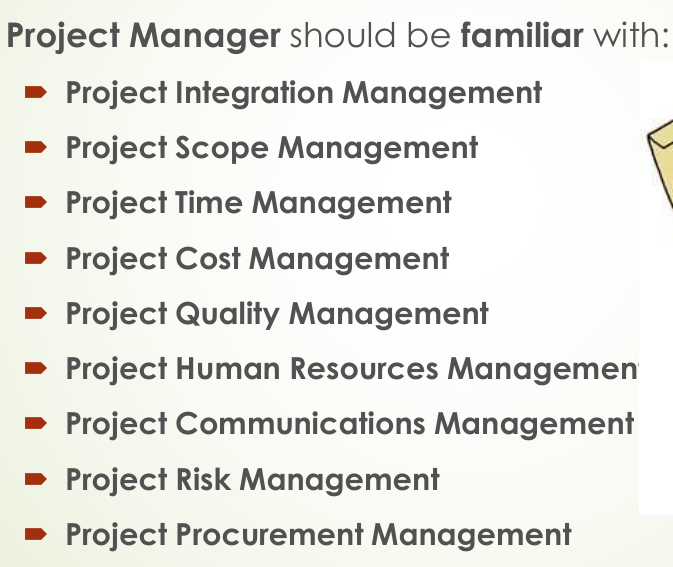 Project Manager should be familiar with:
Project Integration Management
Project Scope Management
Project Time Management
Project Cost Management
Project Quality Management
Project Human Resources Management
Project Communications Management
Project Risk Management
Project Procurement Management